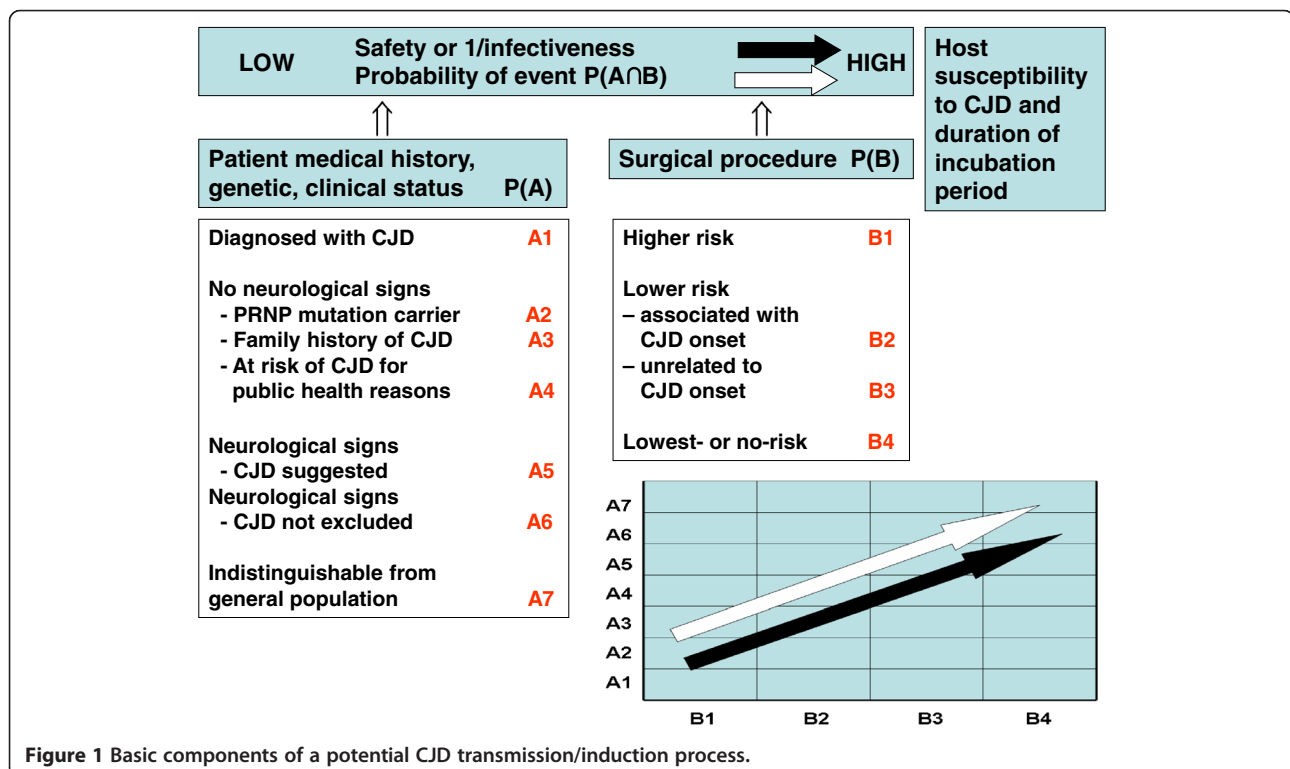 LOW
Safety or 1/infectiveness
Probability of event P(A∩B)
HIGH
Host
susceptibility
to CJD and
duration of
incubation
period
Patient medical history,
genetic, clinical status P(A)
Surgical procedure P(B)
Diagnosed with CJD A1
No neurological signs
- PRNP mutation carrier A2
- Family history of CJD A3
- At risk of CJD for
public health reasons A4
Neurological signs
- CJD suggested A5
Neurological signs
- CJD not excluded A6
Indistinguishable from
general population A7
Higher risk B1
Lower risk
– associated with
CJD onset B2
– unrelated to
CJD onset B3
Lowest- or no-risk B4
A7
A6
A5
A4
A3
A2
A1
B1 B2 B3 B4
Figure 1 Basic components of a potential CJD transmission/induction process.